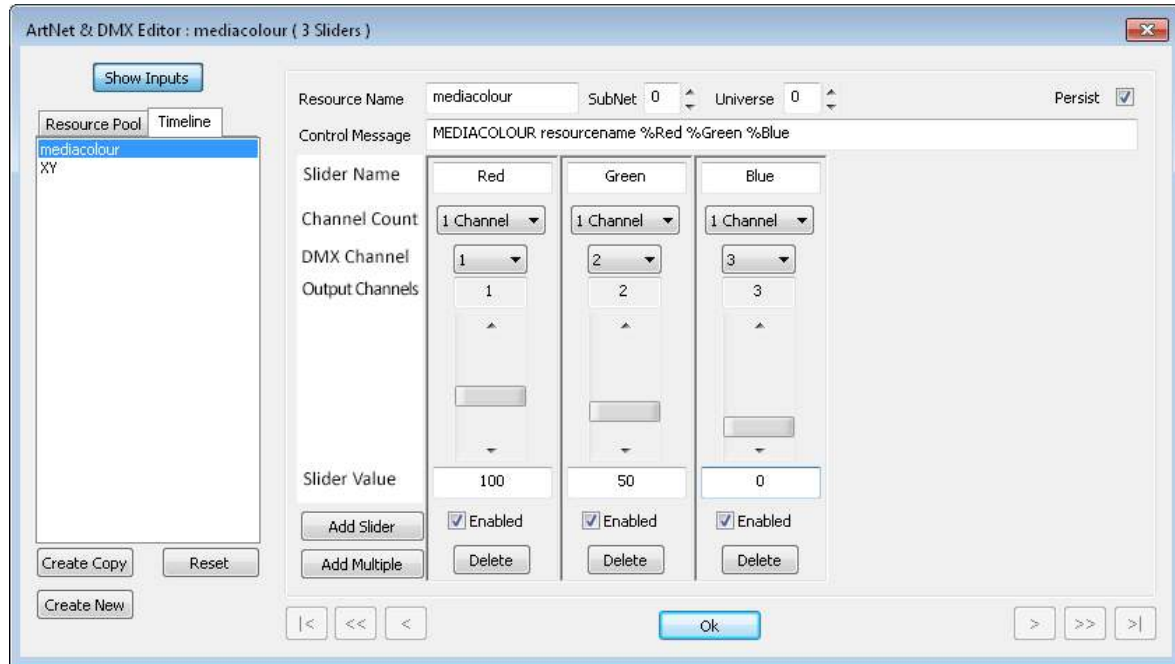 ArtNet & DMX Editor : mediacolour ( 3 Sliders )
Show Inputs
Resource Pool Timeline
mediacolour
XY
Create Copy Reset
Create New
Resource Name mediacolour SubNet 0 Universe 0 Persist
Control Message MEDIACOLOUR resourcename %Red %Green %Blue
Slider Name Red Green Blue
Channel Count 1 Channel 1 Channel 1 Channel
DMX Channel 1 2 3
Output Channels 1 2 3
Slider Value 100 50 0
Add Slider Enabled Enabled Enabled
Add Multiple Delete Delete Delete
|< << < Ok > >> >|